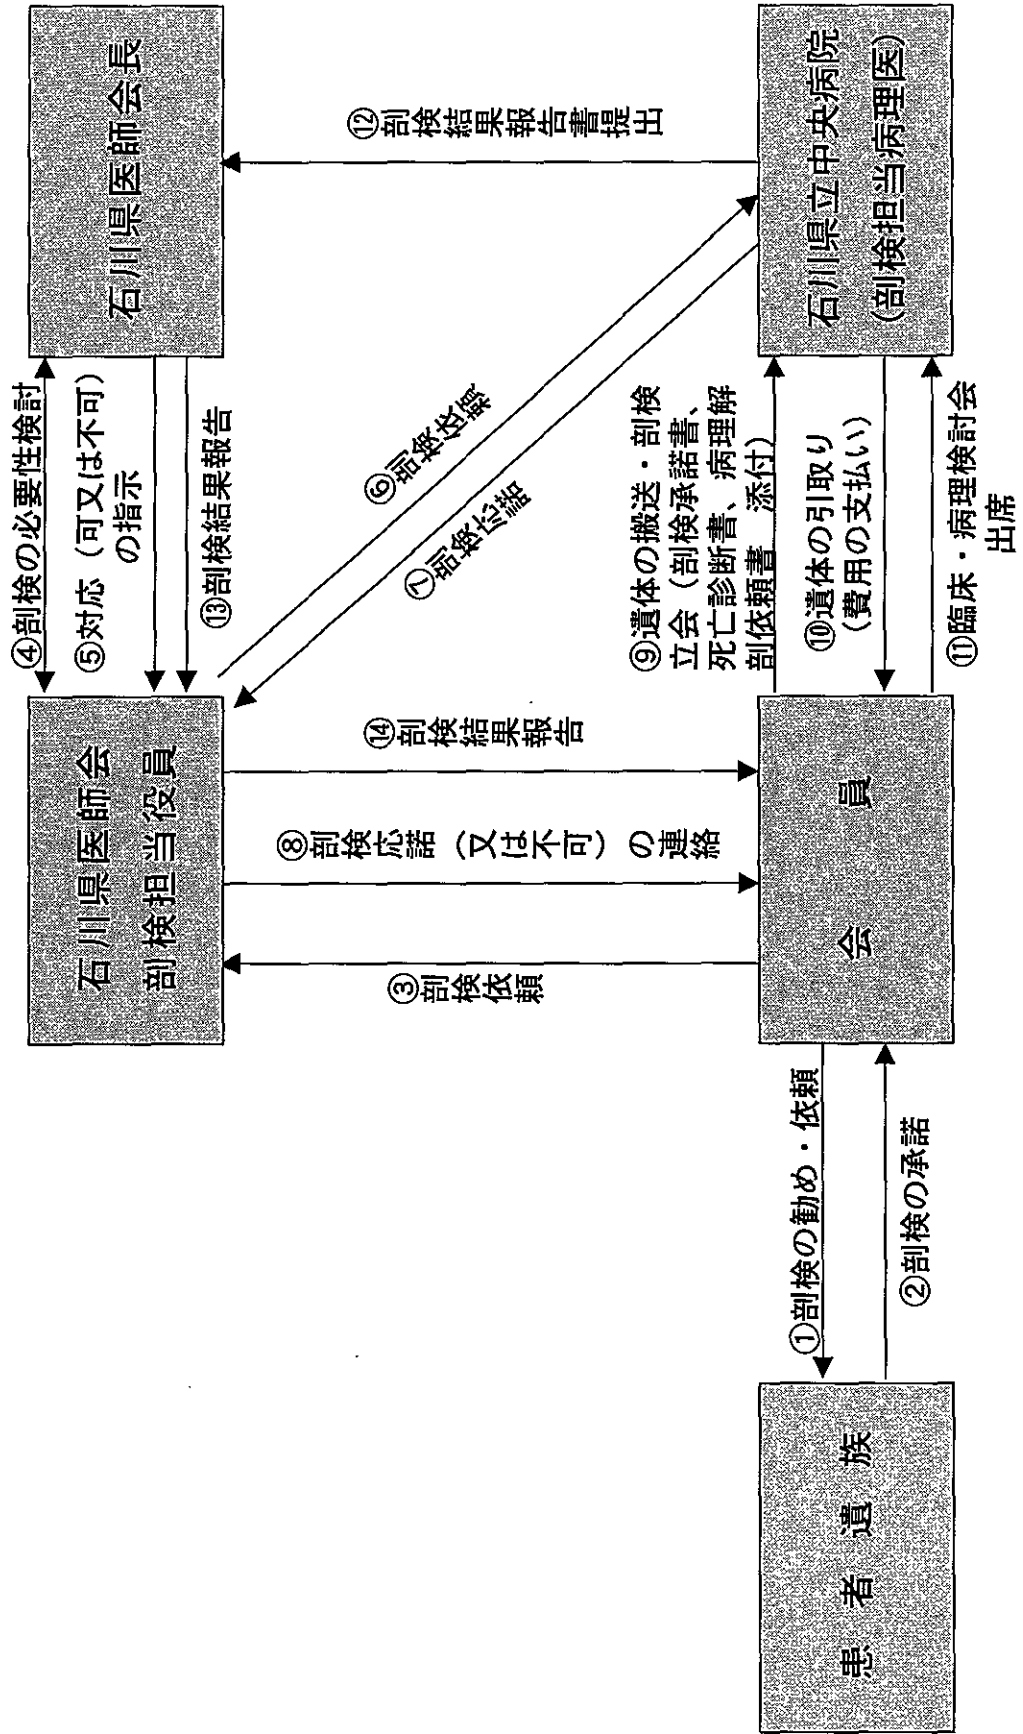 石川県医師会
剖検担当役員
④剖検の必要性検討
⑤対応（可又は不可）
の指示
⑬剖検結果報告
石川県医師会長
③剖検依頼
⑧剖検応諾（又は不可）の連絡
⑭剖検結果報告
⑥剖検依頼
⑦剖検応諾
⑫剖検結果報告書提出
患者遺族
①剖検の勧め・依頼
②剖検の承諾
会員
⑨遺体の搬送・剖検
立会（剖検承諾書、
死亡診断書、病理解
剖依頼書 添付）
⑩遺体の引取り
（費用の支払い）
⑪臨床・病理検討会
出席
石川県立中央病院
（剖検担当病理医）